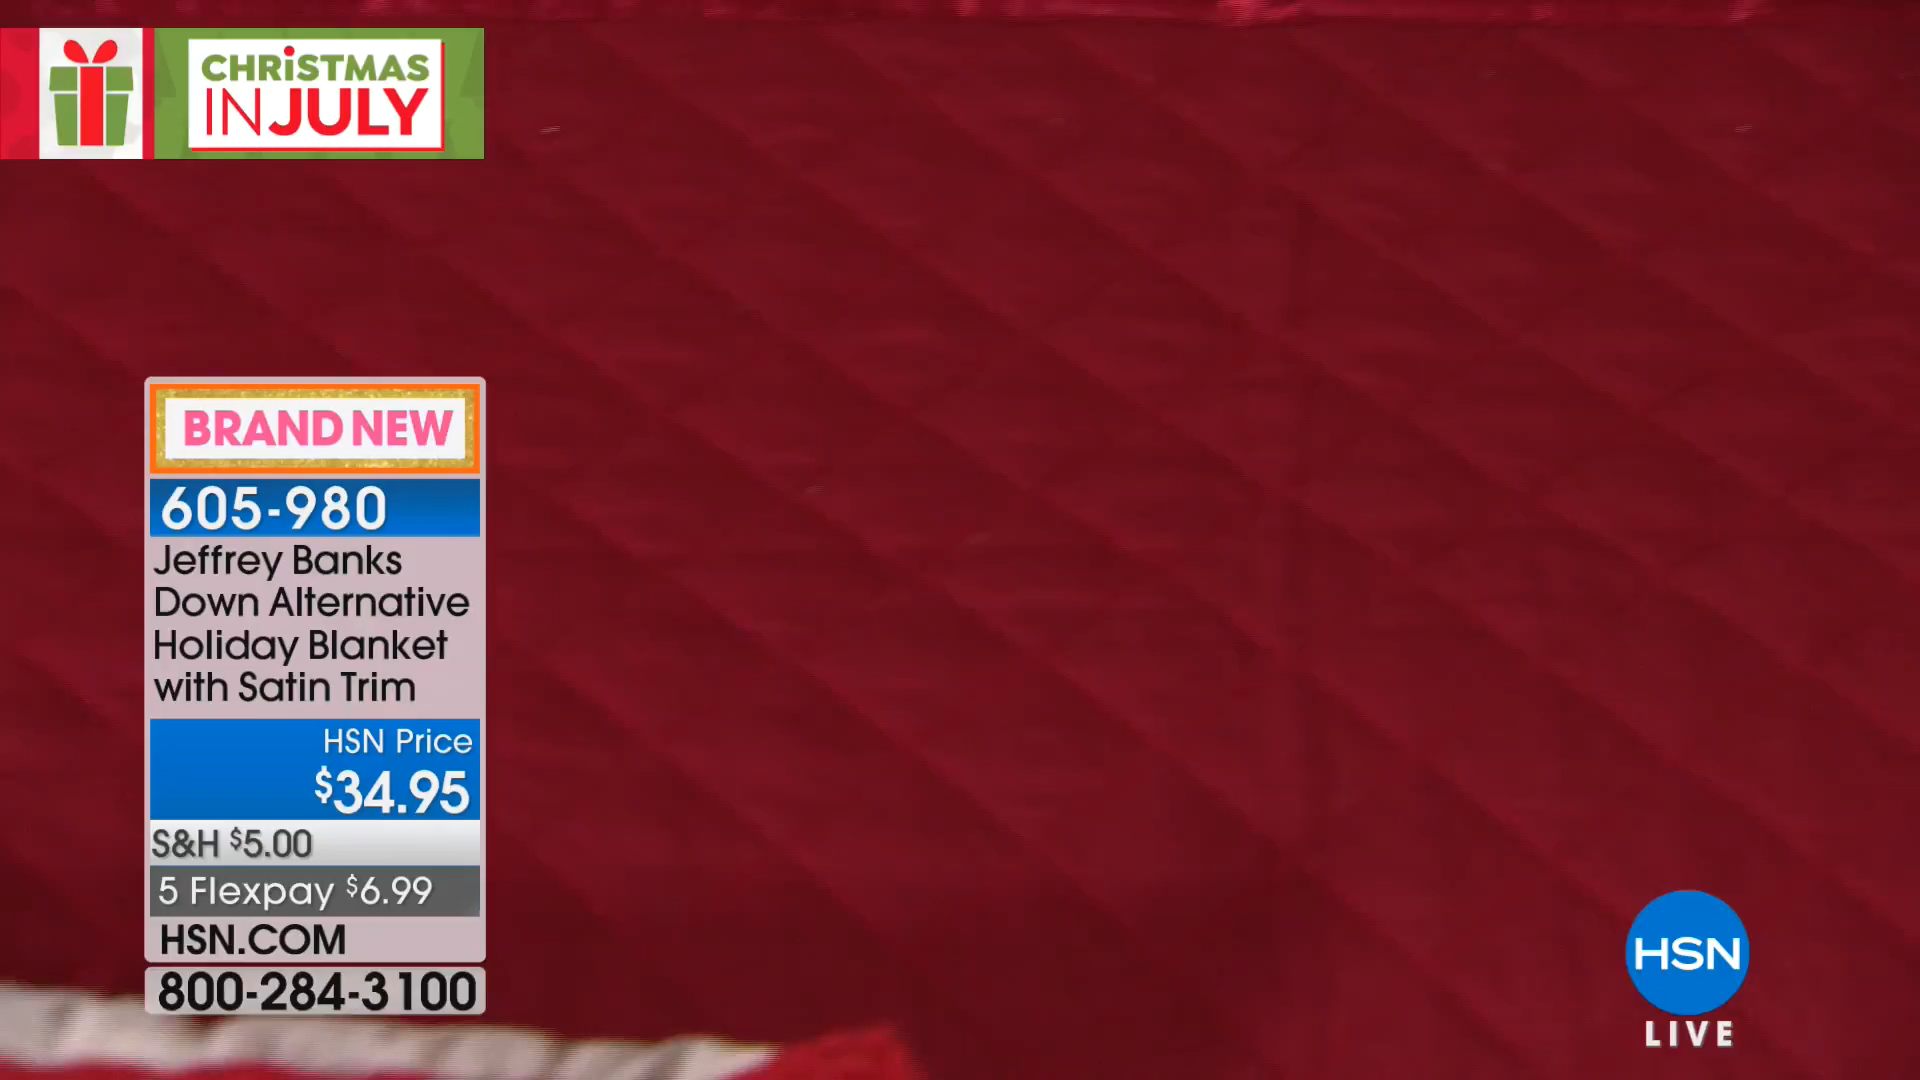 CHRiSTMAS
IN JULY
BRAND NEW
605-980
Jeffrey Banks
Down Alternative
Holiday Blanket
with Satin Trim
HSN Price
$34.95
S&H $5.00
5 Flexpay $6.99
HSN.COM
800-284-3100
HSN
LIVE